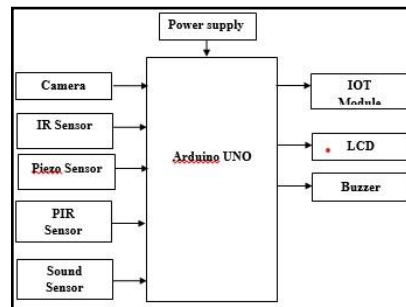 Power supply
Camera
IR Sensor
Piezo Sensor
PIR
Sensor
Sound
Sensor
Arduino UNO
IOT
Module
LCD
Buzzer